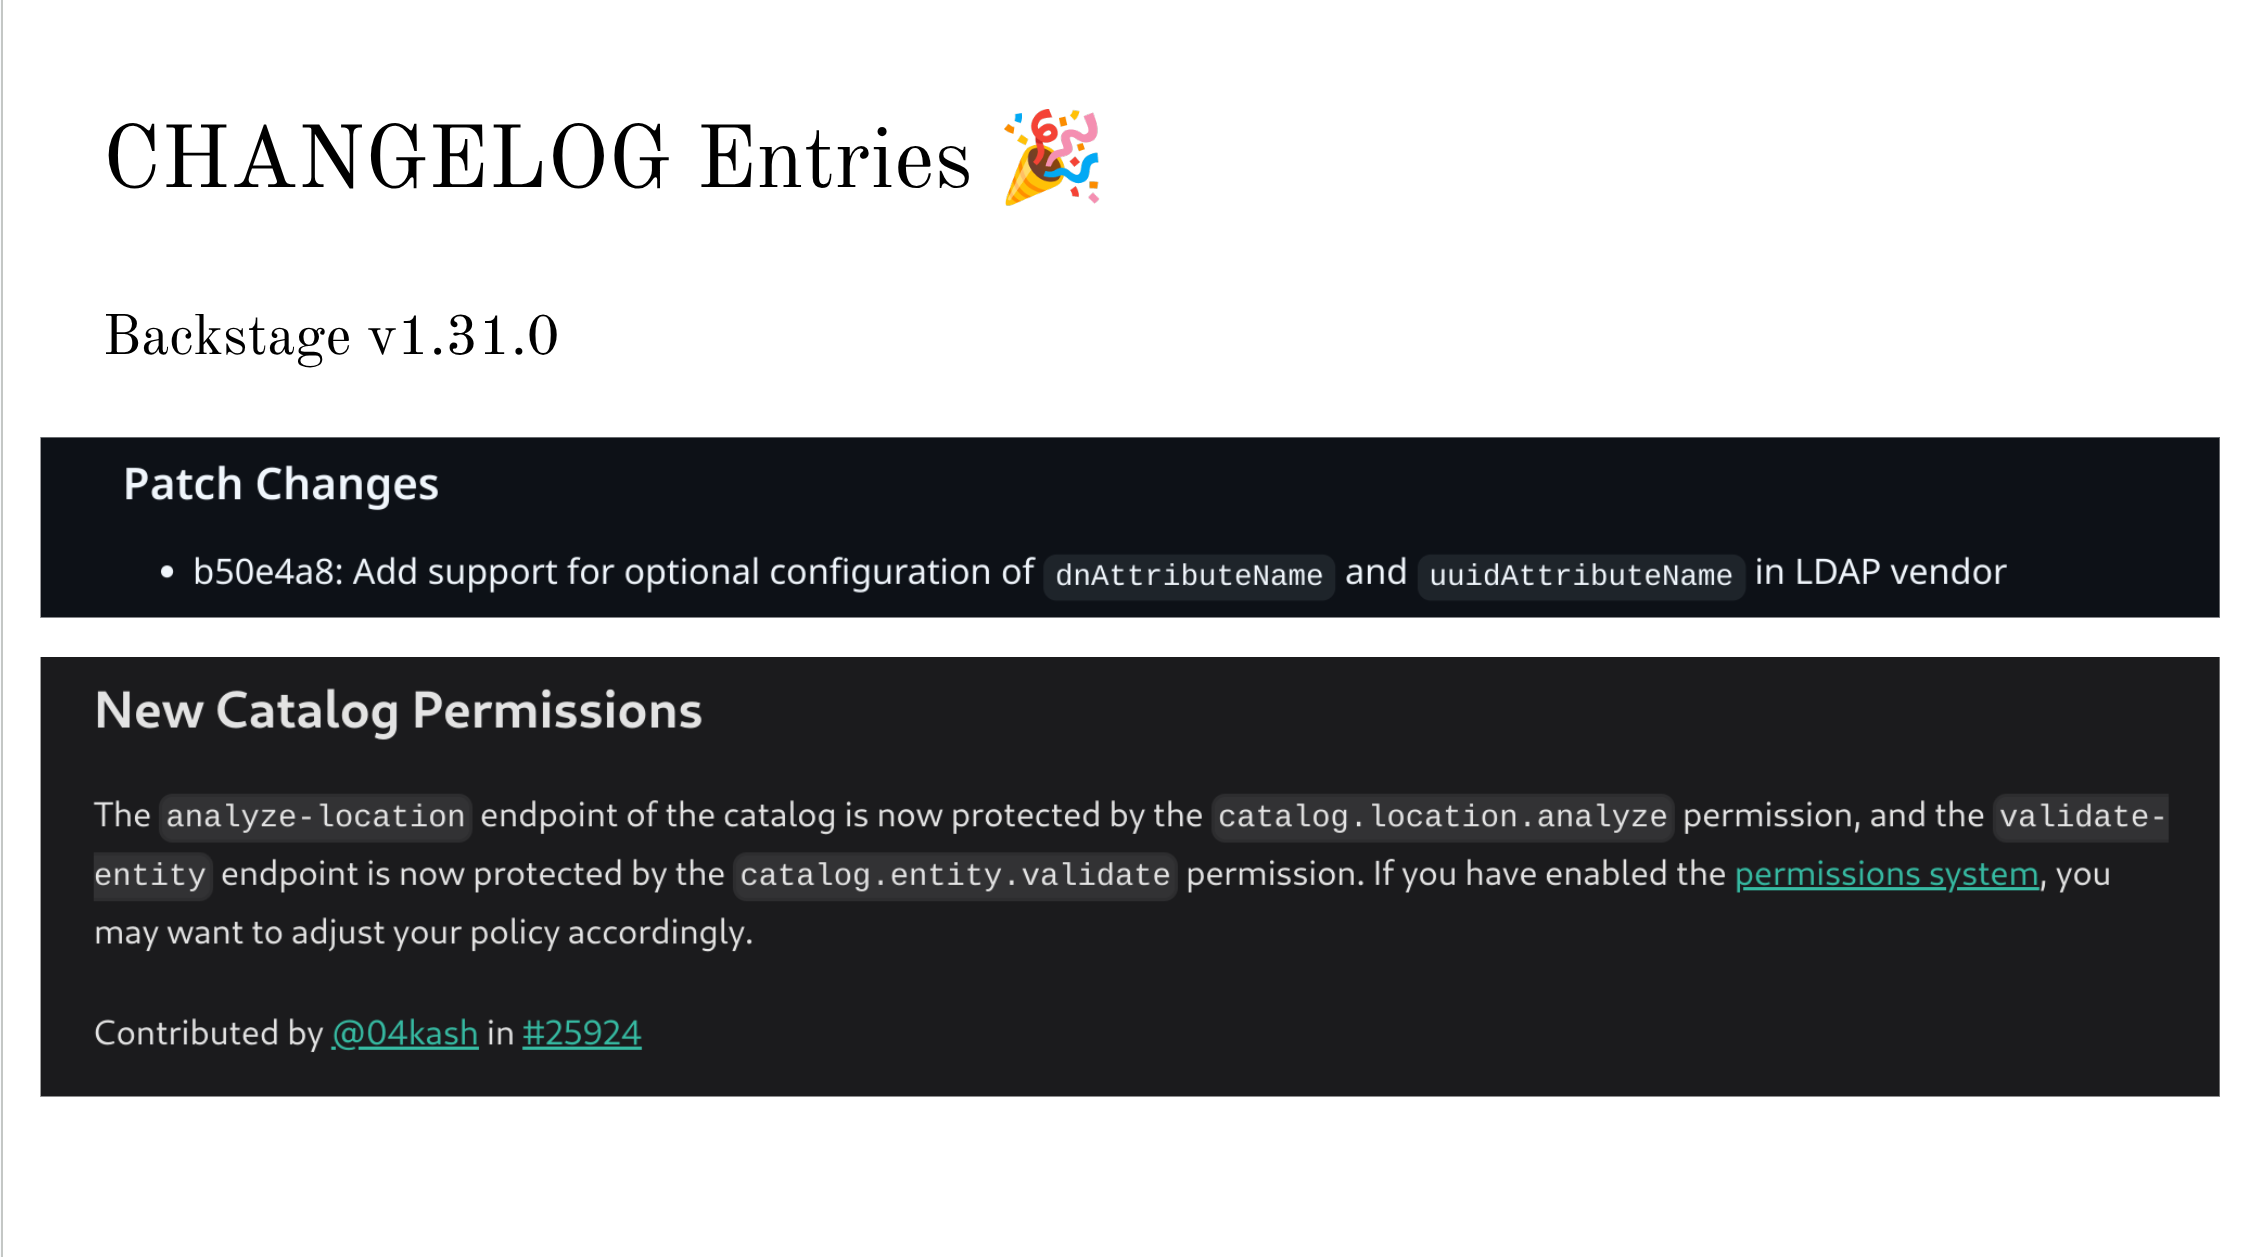 CHANGELOG Entries 🎉
Backstage v1.31.0
Patch Changes
• b50e4a8: Add support for optional configuration of dnAttributeName and uuidAttributeName in LDAP vendor
New Catalog Permissions
The analyze-location endpoint of the catalog is now protected by the catalog.location.analyze permission, and the validate-
entity endpoint is now protected by the catalog.entity.validate permission. If you have enabled the permissions system, you
may want to adjust your policy accordingly.
Contributed by @04kash in #25924